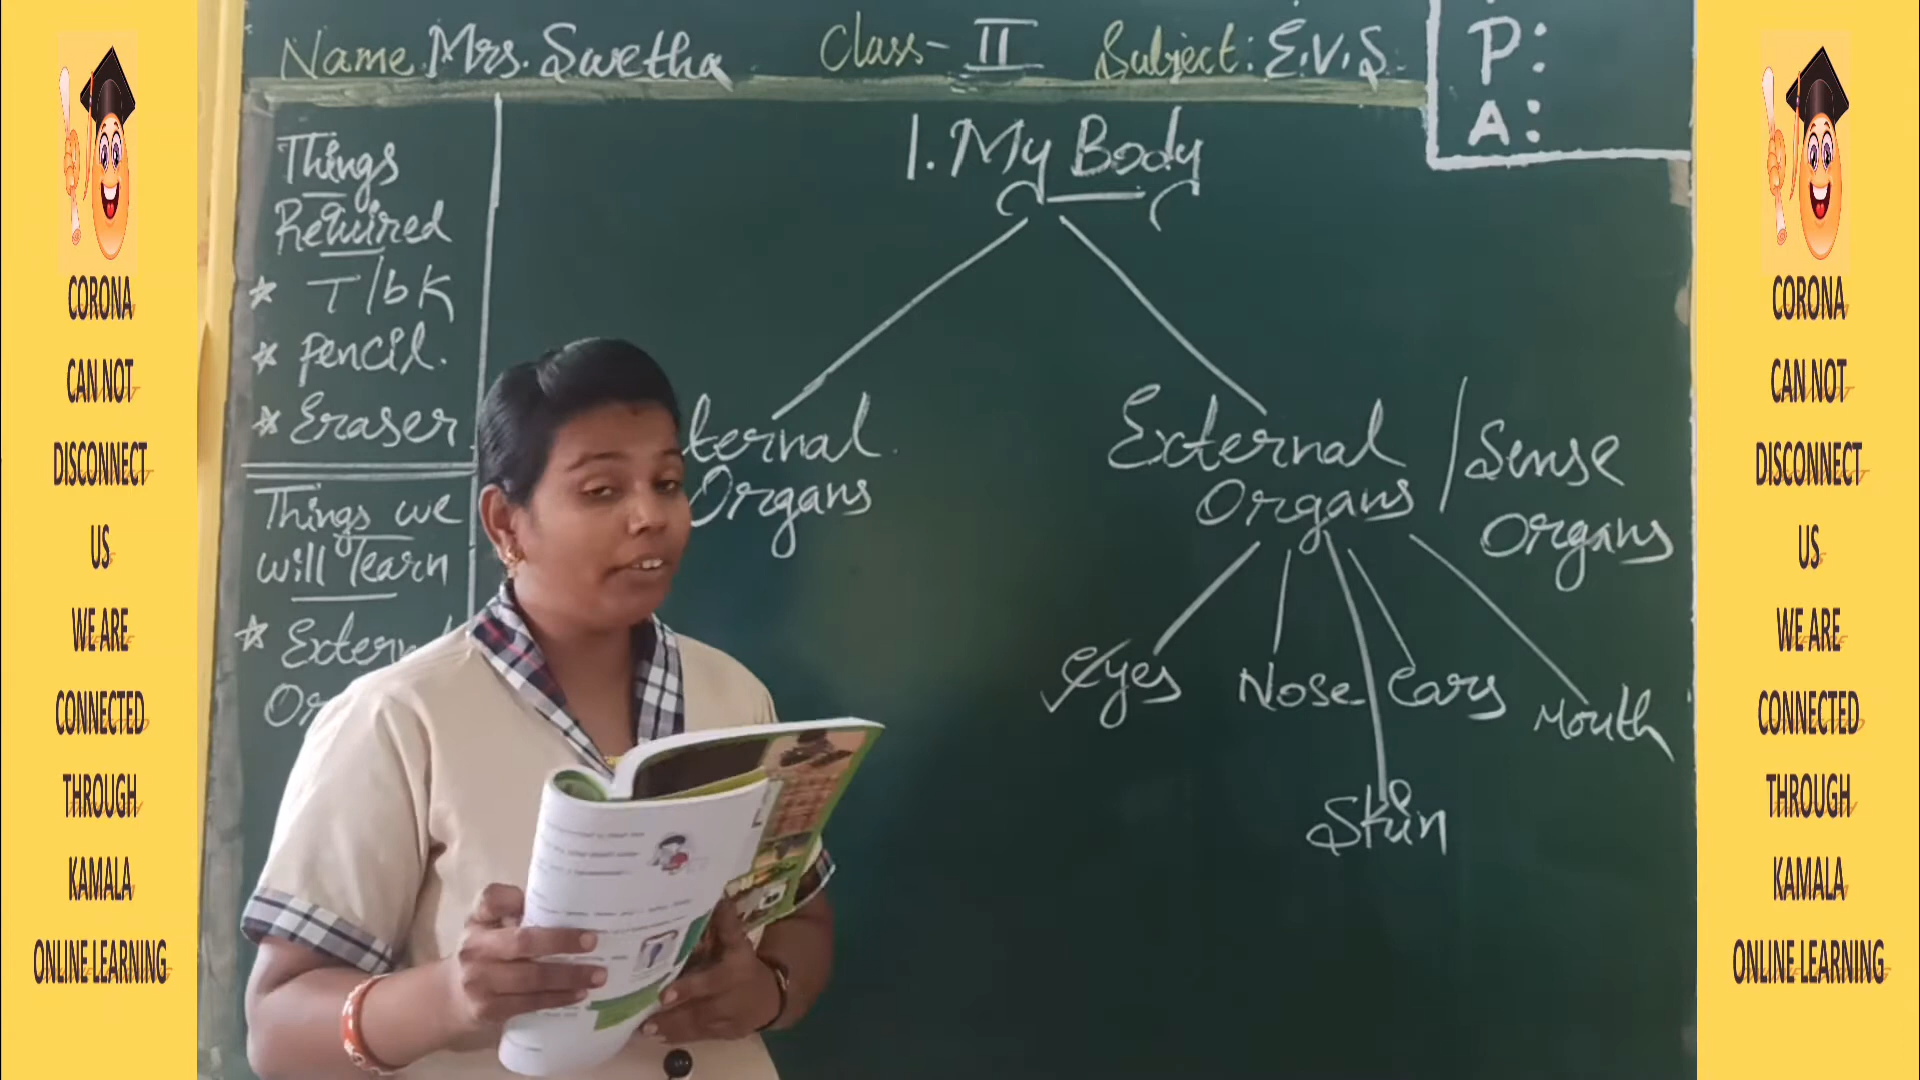 CORONA
CAN NOT
DISCONNECT
US
WE ARE
CONNECTED
THROUGH
KAMALA
ONLINE LEARNING
Name Mrs. Swetha Class- II Subject: E.V.S.
P:
A:
Things
Required
T/bk
Pencil.
Eraser
Things we
will learn
Extern
Or
1. My Body
ternal
Organs
External / Sense
Organs Organs
Eyes Nose Ears Mouth
Skin
CORONA
CAN NOT
DISCONNECT
US
WE ARE
CONNECTED
THROUGH
KAMALA
ONLINE LEARNING